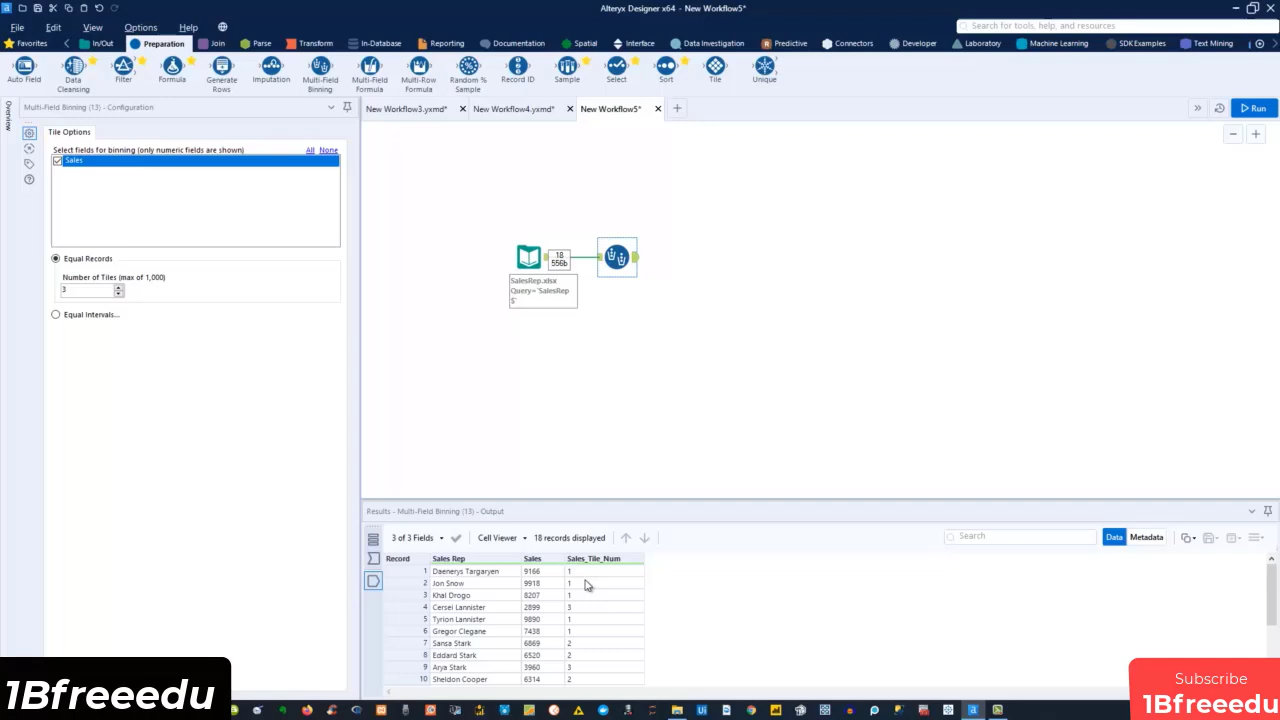 Alteryx Designer x64 - New Workflow5*
File Edit View Options Help
Search for tools, help, and resources
Favorites In/Out Preparation Join Parse Transform In-Database Reporting Documentation Spatial Interface Data Investigation Predictive Connectors Developer Laboratory Machine Learning SDK Examples Text Mining
Auto Field Data Cleansing Filter Formula Generate Rows Imputation Multi-Field Binning Multi-Field Formula Multi-Row Formula Random % Sample Record ID Sample Select Sort Tile Unique
Overview
Multi-Field Binning (13) - Configuration
New Workflow3.yxmd* New Workflow4.yxmd* New Workflow5* Run
Tile Options
Select fields for binning (only numeric fields are shown) All None
Sales
Equal Records
Number of Tiles (max of 1,000)
3
Equal Intervals...
18
556b
SalesRep.xlsx
Query=`SalesRep
$`
Results - Multi-Field Binning (13) - Output
3 of 3 Fields Cell Viewer 18 records displayed Search Data Metadata
Record Sales Rep Sales Sales_Tile_Num
1 Daenerys Targaryen 9166 1
2 Jon Snow 9918 1
3 Khal Drogo 8207 1
4 Cersei Lannister 2899 3
5 Tyrion Lannister 9890 1
6 Gregor Clegane 7438 1
7 Sansa Stark 6869 2
8 Eddard Stark 6520 2
9 Arya Stark 3960 3
10 Sheldon Cooper 6314 2
1Bfreeedu
Subscribe
1Bfreeedu